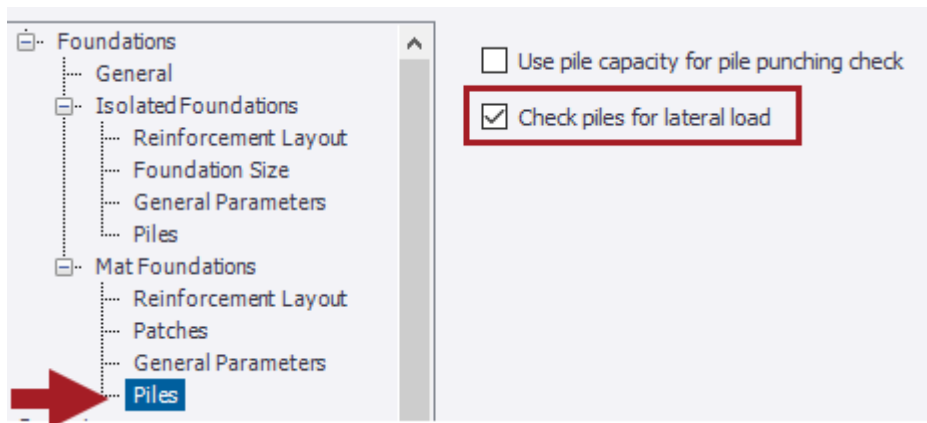 Foundations
General
Isolated Foundations
Reinforcement Layout
Foundation Size
General Parameters
Piles
Mat Foundations
Reinforcement Layout
Patches
General Parameters
Piles
Use pile capacity for pile punching check
Check piles for lateral load